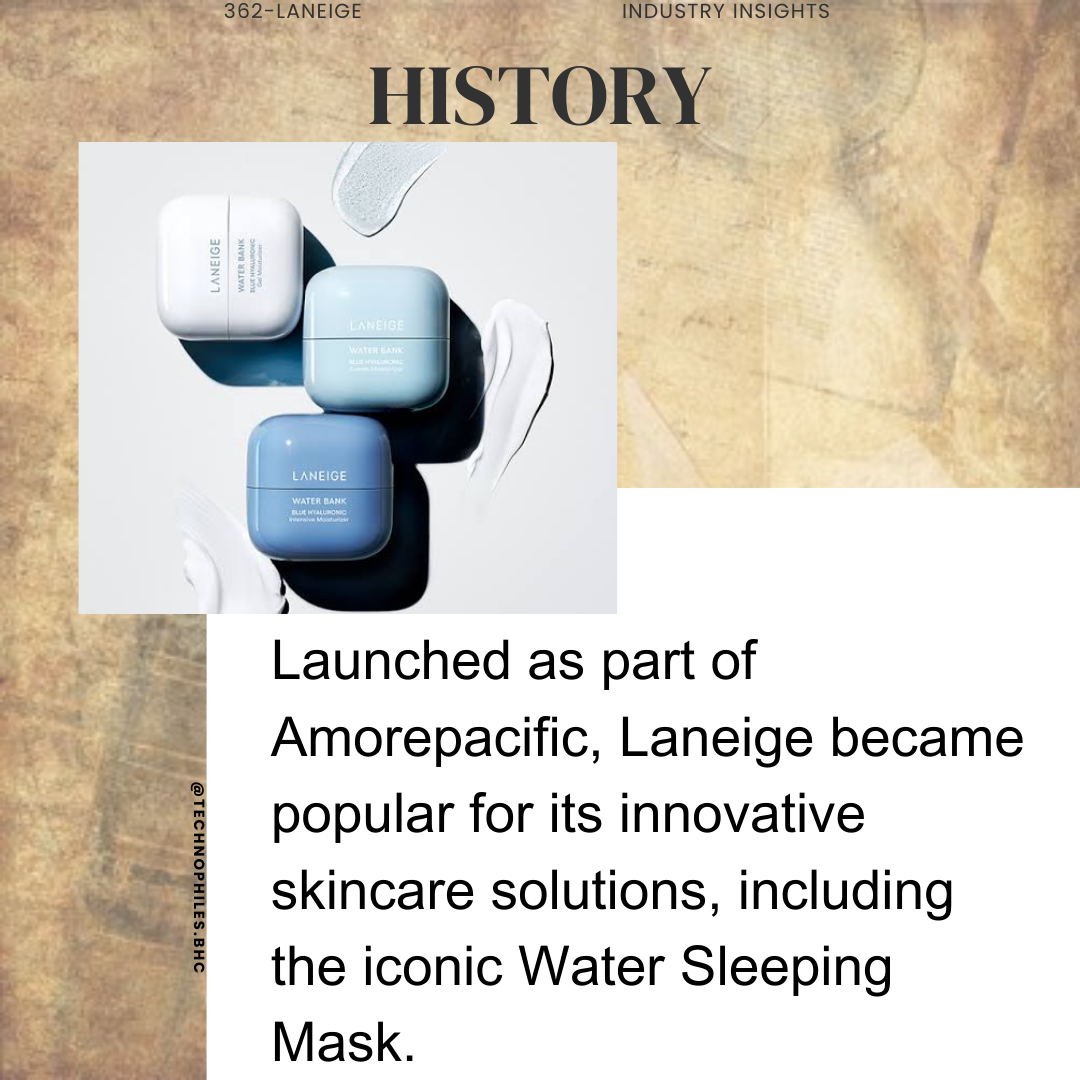 362-LANEIGE
INDUSTRY INSIGHTS
HISTORY
LANEIGE
WATER BANK
BLUE HYALURONIC
Gel Moisturizer
LANEIGE
WATER BANK
BLUE HYALURONIC
Cream Moisturizer
LANEIGE
WATER BANK
BLUE HYALURONIC
Intensive Moisturizer
Launched as part of
Amorepacific, Laneige became
popular for its innovative
skincare solutions, including
the iconic Water Sleeping
Mask.
@TECHNOPHILES.BHC